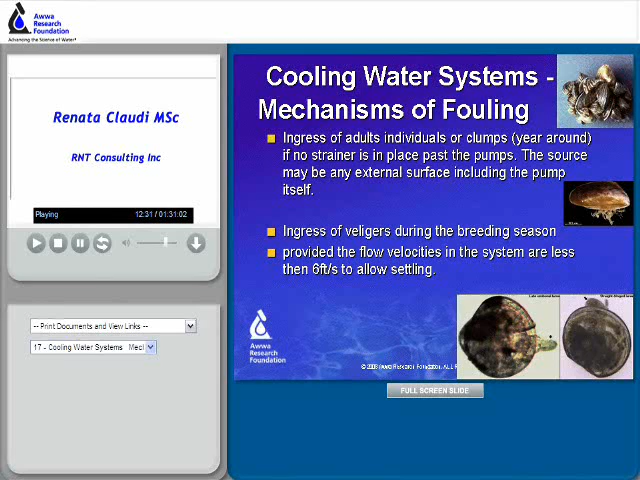 Awwa
Research
Foundation
Advancing the Science of Water*
Renata Claudi MSc
RNT Consulting Inc
Playing 12:31 / 01:31:02
-- Print Documents and View Links --
17 - Cooling Water Systems Mecl
Cooling Water Systems -
Mechanisms of Fouling
Ingress of adults individuals or clumps (year around)
if no strainer is in place past the pumps. The source
may be any external surface including the pump
itself.
Ingress of veligers during the breeding season
provided the flow velocities in the system are less
then 6ft/s to allow settling.
Awwa
Research
Foundation
Awwa Research Foundation. ALL R
FULL SCREEN SLIDE